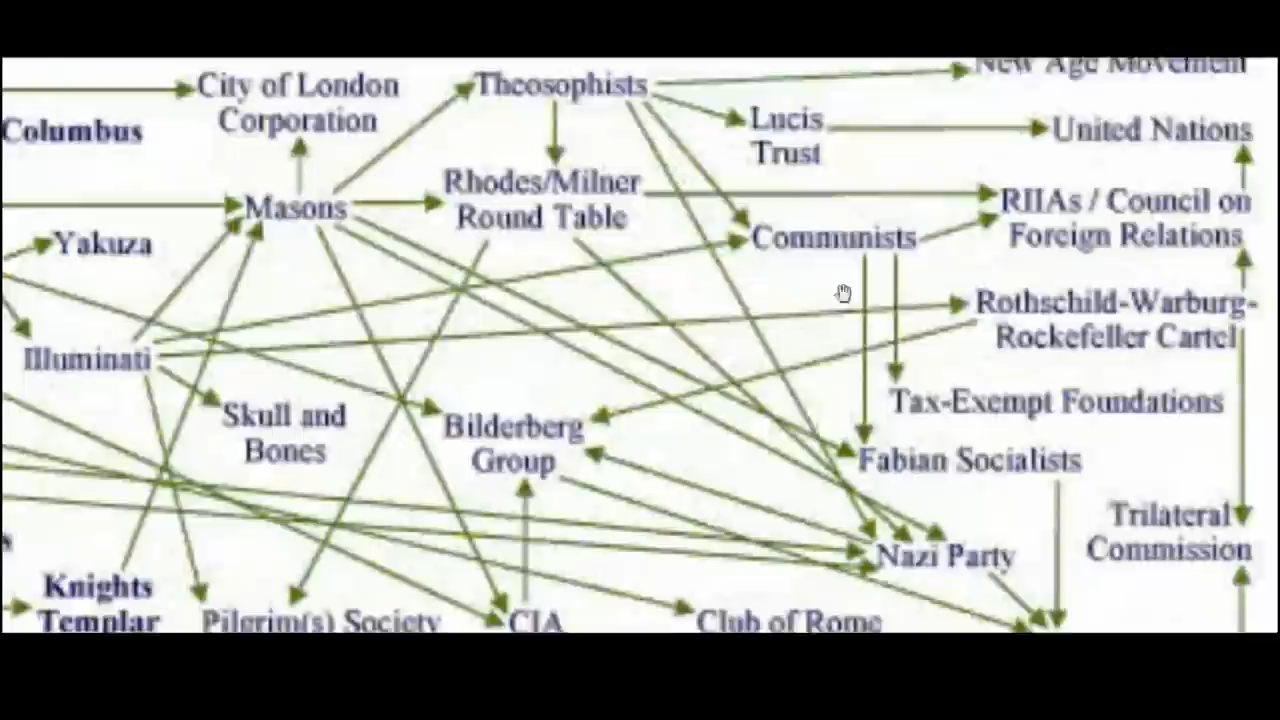 New Age Movement
City of London
Corporation
Theosophists
Columbus
Lucis
Trust
United Nations
Rhodes/Milner
Round Table
RIIAs / Council on
Foreign Relations
Masons
Yakuza
Communists
Rothschild-Warburg-
Rockefeller Cartel
Illuminati
Skull and
Bones
Bilderberg
Group
Tax-Exempt Foundations
Fabian Socialists
Trilateral
Commission
s
Nazi Party
Knights
Templar
Pilgrim(s) Society
CIA
Club of Rome